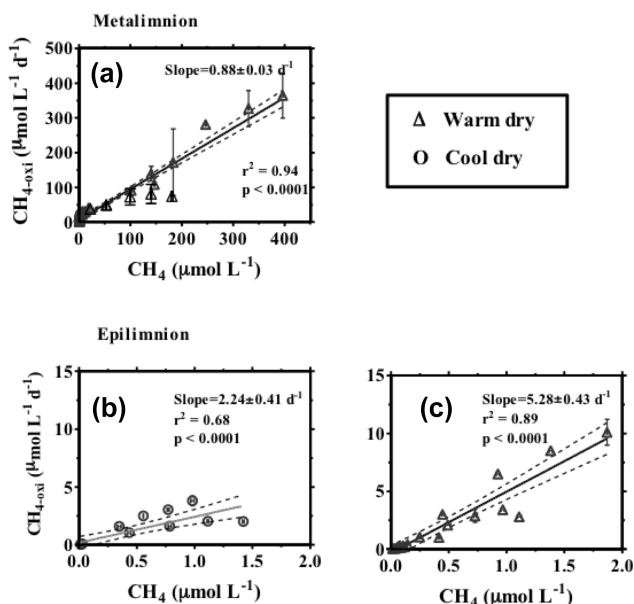 Metalimnion
(a)
Slope=0.88±0.03 d⁻¹
r² = 0.94
p < 0.0001
500
400
300
200
100
0
0 100 200 300 400
CH₄₋ₒₓᵢ (µmol L⁻¹ d⁻¹)
CH₄ (µmol L⁻¹)
Warm dry
Cool dry
Epilimnion
(b)
Slope=2.24±0.41 d⁻¹
r² = 0.68
p < 0.0001
15
10
5
0
0.0 0.5 1.0 1.5 2.0
CH₄₋ₒₓᵢ (µmol L⁻¹ d⁻¹)
CH₄ (µmol L⁻¹)
(c)
Slope=5.28±0.43 d⁻¹
r² = 0.89
p < 0.0001
15
10
5
0
0.0 0.5 1.0 1.5 2.0
CH₄ (µmol L⁻¹)